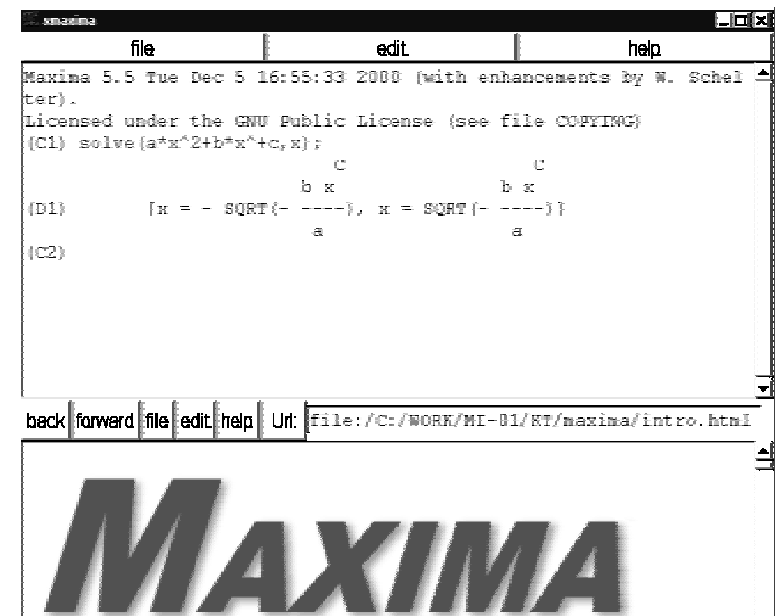 xmaxima
file edit help
Maxima 5.5 Tue Dec 5 16:55:33 2000 (with enhancements by W. Schel
ter).
Licensed under the GNU Public License (see file COPYING)
(C1) solve(a*x^2+b*x^+c,x);
C C
b x b x
(D1) [x = - SQRT(- ----), x = SQRT(- ----)]
a a
(C2)
back forward file edit help Url: file:/C:/WORK/MI-01/KT/maxima/intro.html
MAXIMA